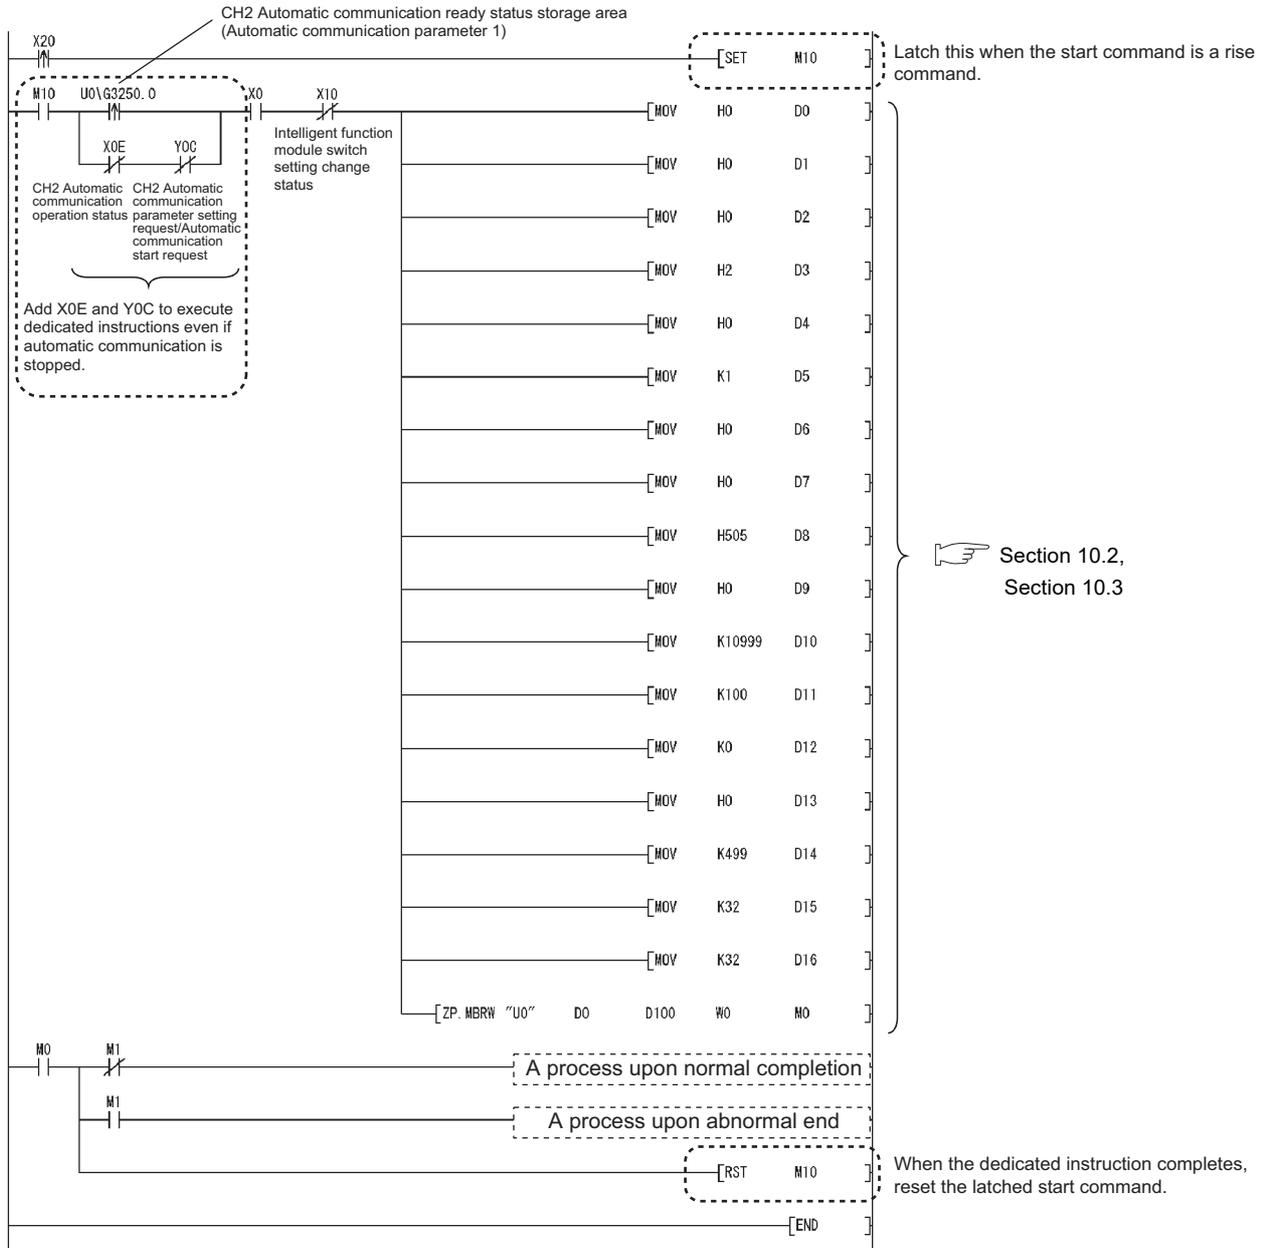 CH2 Automatic communication ready status storage area
(Automatic communication parameter 1)
X20
[SET M10 ]
Latch this when the start command is a rise
command.
M10 U0\G3250.0 X0 X10
[MOV H0 D0 ]
Intelligent function
module switch
setting change
status
X0E Y0C
[MOV H0 D1 ]
CH2 Automatic
communication
operation status
CH2 Automatic
communication
parameter setting
request/Automatic
communication
start request
[MOV H0 D2 ]
[MOV H2 D3 ]
Add X0E and Y0C to execute
dedicated instructions even if
automatic communication is
stopped.
[MOV H0 D4 ]
[MOV K1 D5 ]
[MOV H0 D6 ]
[MOV H0 D7 ]
[MOV H505 D8 ]
Section 10.2,
Section 10.3
[MOV H0 D9 ]
[MOV K10999 D10 ]
[MOV K100 D11 ]
[MOV K0 D12 ]
[MOV H0 D13 ]
[MOV K499 D14 ]
[MOV K32 D15 ]
[MOV K32 D16 ]
[ZP.MBRW "U0" D0 D100 W0 M0 ]
M0 M1
A process upon normal completion
M1
A process upon abnormal end
[RST M10 ]
When the dedicated instruction completes,
reset the latched start command.
[END ]